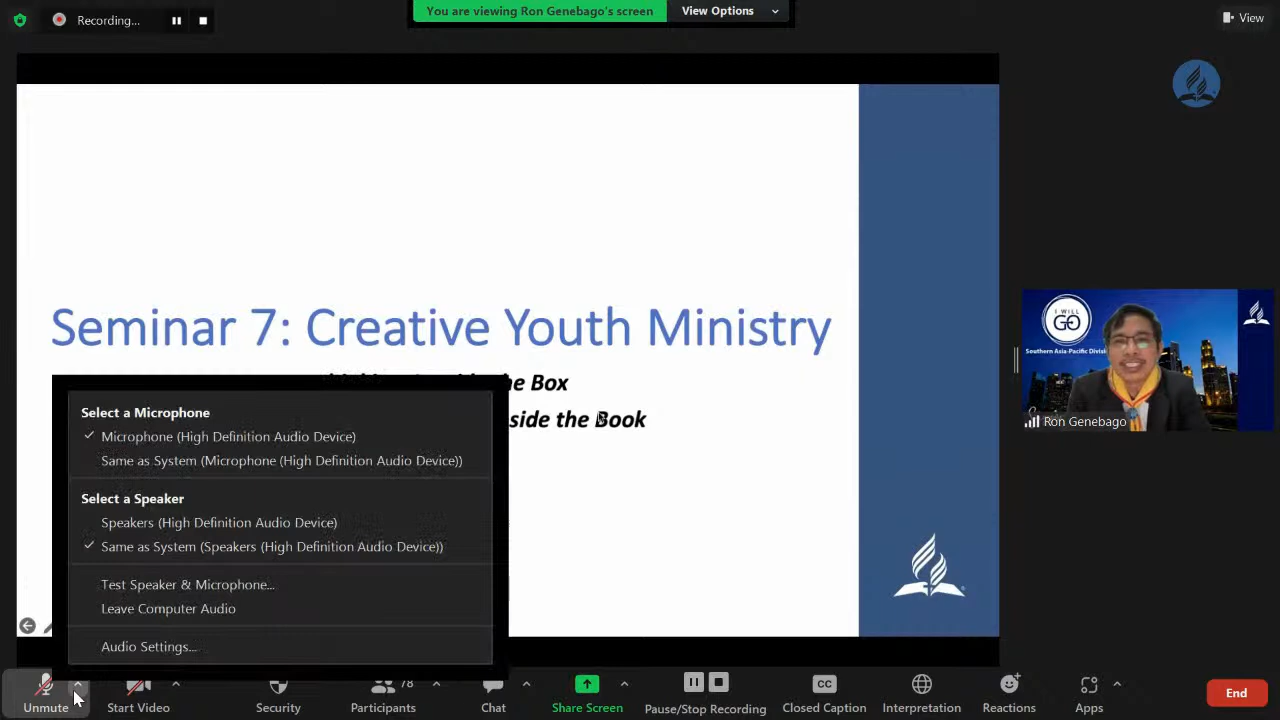 Recording...
You are viewing Ron Genebago's screen
View Options
View
Seminar 7: Creative Youth Ministry
the Box
side the Book
Select a Microphone
Microphone (High Definition Audio Device)
Same as System (Microphone (High Definition Audio Device))
Select a Speaker
Speakers (High Definition Audio Device)
Same as System (Speakers (High Definition Audio Device))
Test Speaker & Microphone...
Leave Computer Audio
Audio Settings...
I WILL
GO
Southern Asia-Pacific Divis
Ron Genebago
Unmute
Start Video
Security
Participants
78
Chat
Share Screen
Pause/Stop Recording
CC
Closed Caption
Interpretation
Reactions
Apps
End